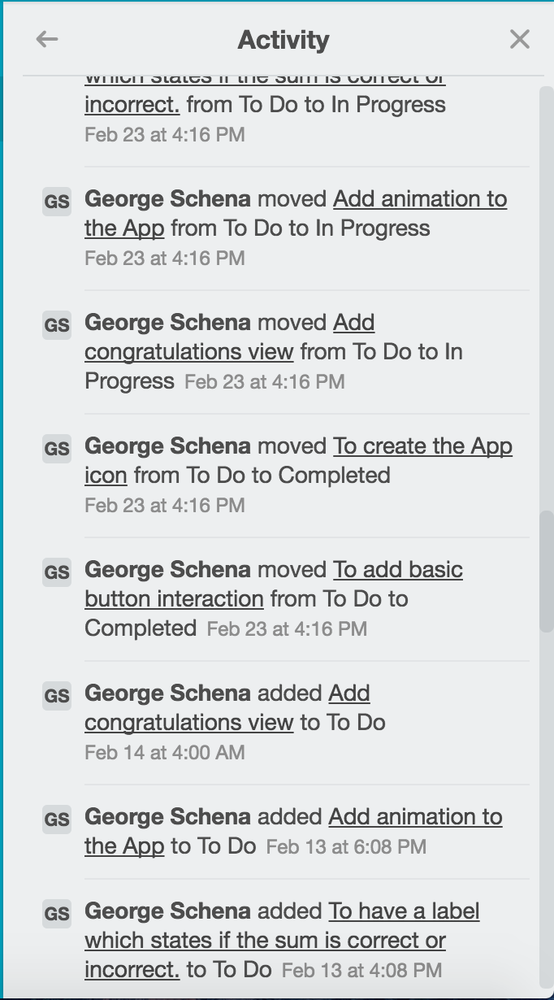 Activity
which states if the sum is correct or
incorrect. from To Do to In Progress
Feb 23 at 4:16 PM
GS George Schena moved Add animation to
the App from To Do to In Progress
Feb 23 at 4:16 PM
GS George Schena moved Add
congratulations view from To Do to In
Progress Feb 23 at 4:16 PM
GS George Schena moved To create the App
icon from To Do to Completed
Feb 23 at 4:16 PM
GS George Schena moved To add basic
button interaction from To Do to
Completed Feb 23 at 4:16 PM
GS George Schena added Add
congratulations view to To Do
Feb 14 at 4:00 AM
GS George Schena added Add animation to
the App to To Do Feb 13 at 6:08 PM
GS George Schena added To have a label
which states if the sum is correct or
incorrect. to To Do Feb 13 at 4:08 PM